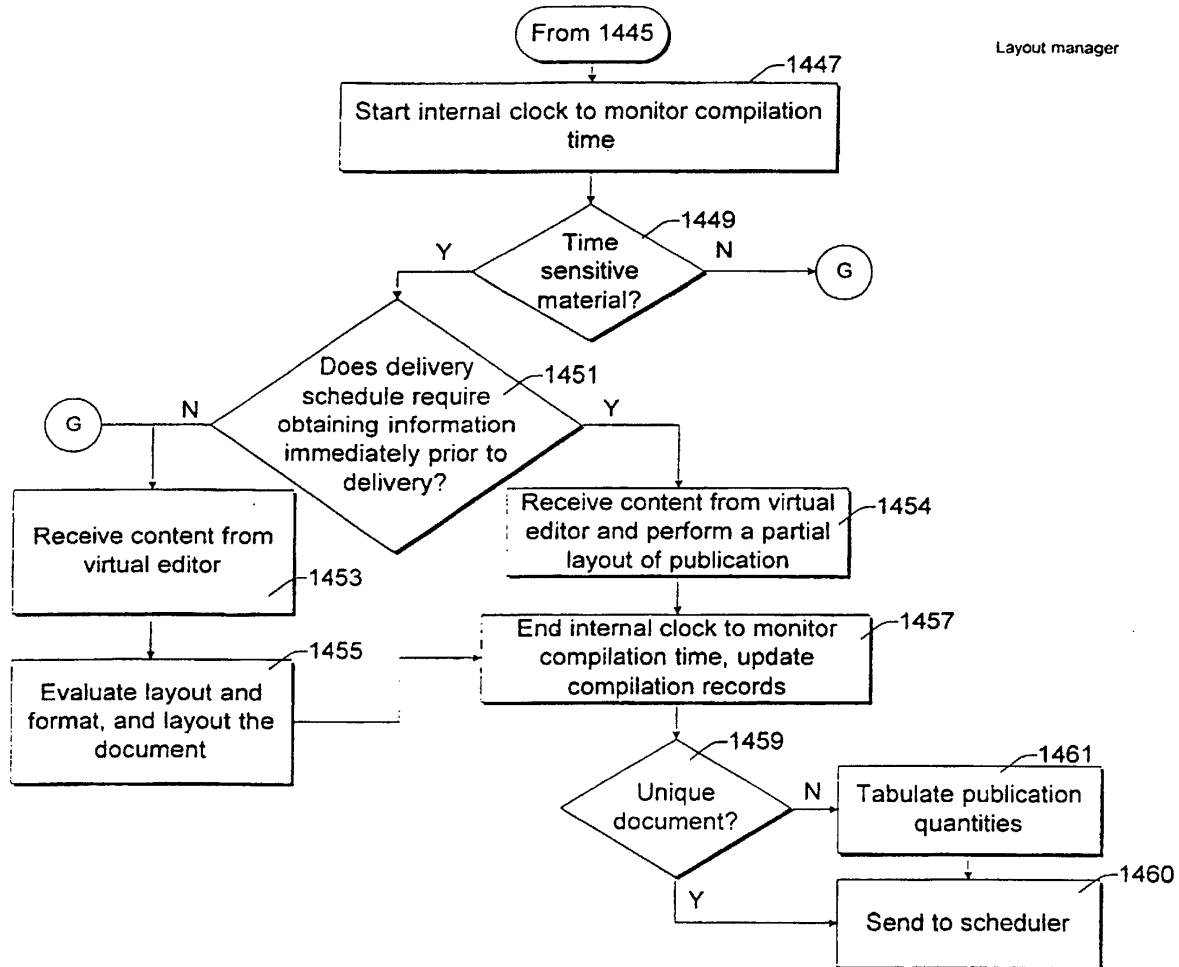 From 1445
Layout manager
1447
Start internal clock to monitor compilation
time
1449
Time
sensitive
material?
Y
N
G
Does delivery
schedule require
obtaining information
immediately prior to
delivery?
1451
N
Y
G
Receive content from
virtual editor
1453
Receive content from virtual
editor and perform a partial
layout of publication
1454
Evaluate layout and
format, and layout the
document
1455
End internal clock to monitor
compilation time, update
compilation records
1457
Unique
document?
1459
N
Y
Tabulate publication
quantities
1461
Send to scheduler
1460